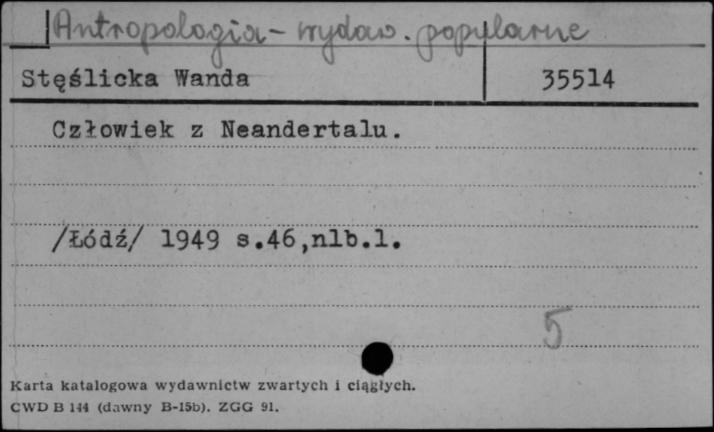 Antropologia - wydaw. popularne
Stęślicka Wanda 35514
Człowiek z Neandertalu.
/Łódź/ 1949 s.46,nlb.1.
5
Karta katalogowa wydawnictw zwartych i ciągłych.
CWD B 144 (dawny B-15b). ZGG 91.